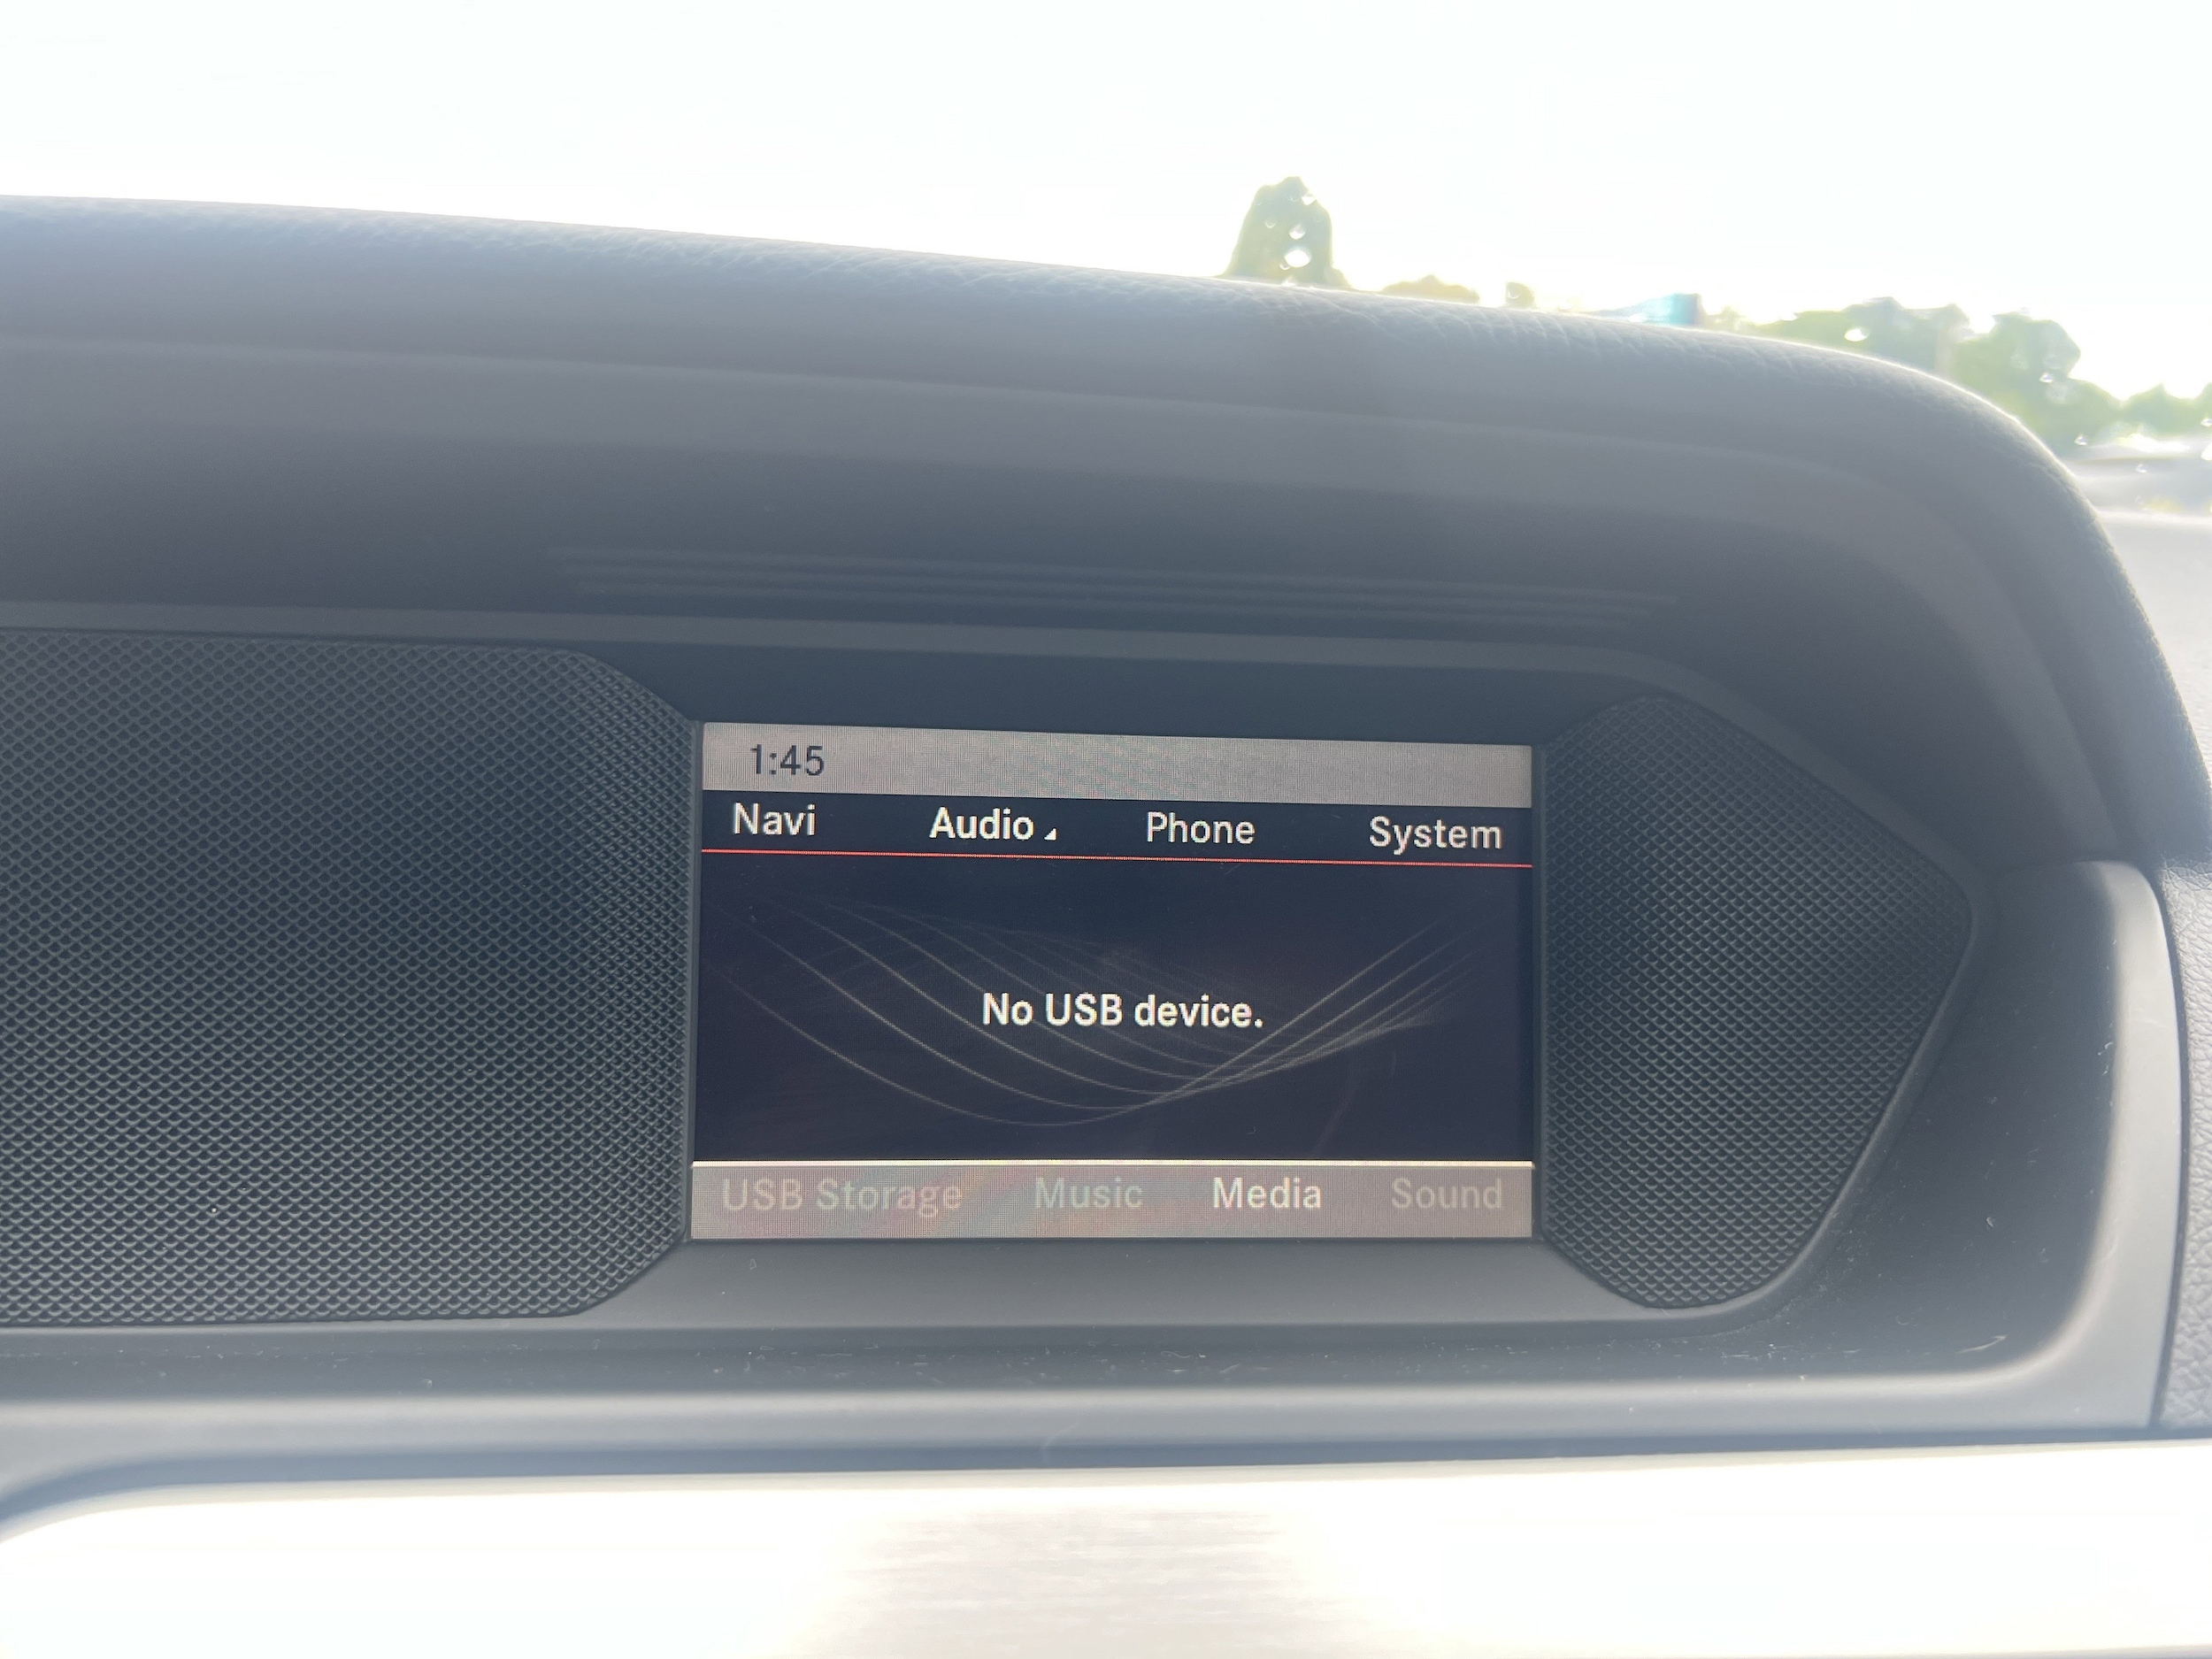 1:45
Navi Audio Phone System
No USB device.
USB Storage Music Media Sound